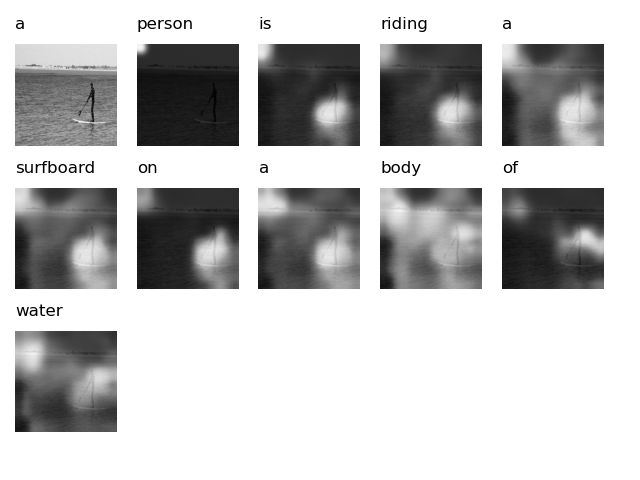 a person is riding a
surfboard on a body of
water